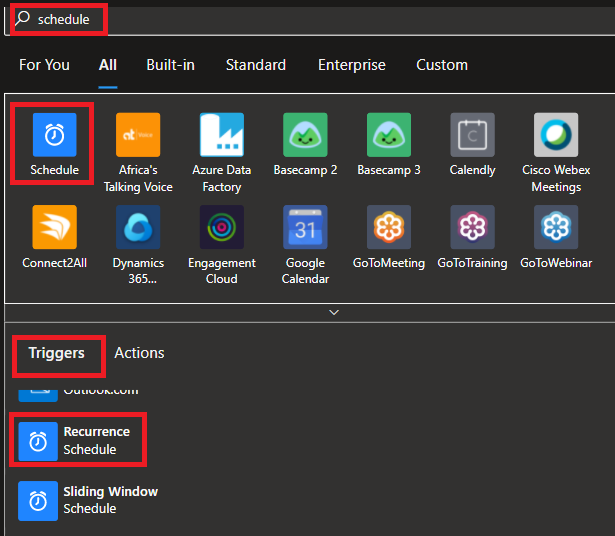 schedule
For You All Built-in Standard Enterprise Custom
Schedule Africa's Azure Data Basecamp 2 Basecamp 3 Calendly Cisco Webex
Talking Voice Factory Meetings
31
Connect2All Dynamics Engagement Google GoToMeeting GoToTraining GoToWebinar
365... Cloud Calendar
Triggers Actions
Outlook.com
Recurrence
Schedule
Sliding Window
Schedule